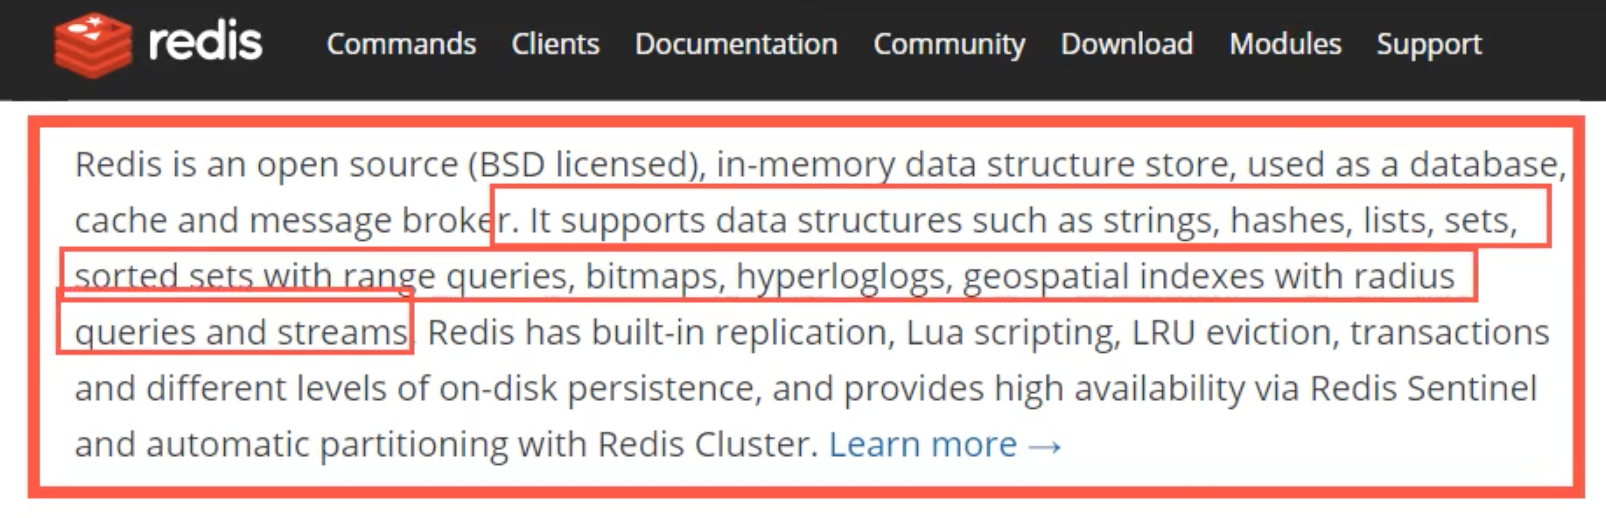 redis Commands Clients Documentation Community Download Modules Support
Redis is an open source (BSD licensed), in-memory data structure store, used as a database,
cache and message broker. It supports data structures such as strings, hashes, lists, sets,
sorted sets with range queries, bitmaps, hyperloglogs, geospatial indexes with radius
queries and streams. Redis has built-in replication, Lua scripting, LRU eviction, transactions
and different levels of on-disk persistence, and provides high availability via Redis Sentinel
and automatic partitioning with Redis Cluster. Learn more →